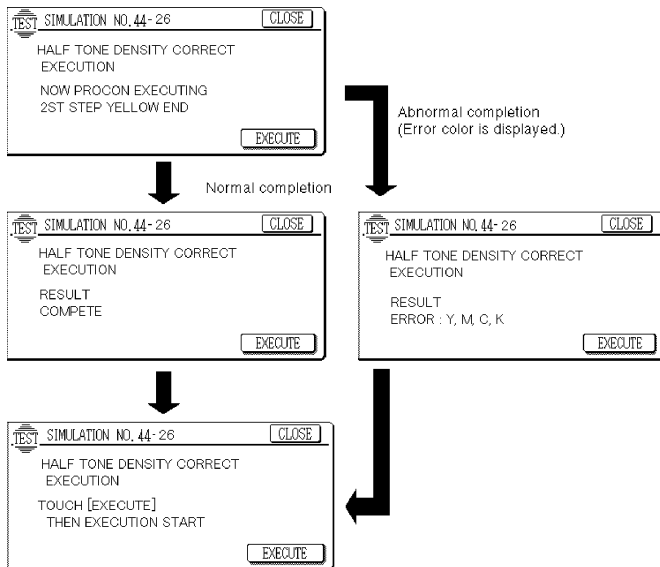 TEST SIMULATION NO. 44-26 CLOSE
HALF TONE DENSITY CORRECT
EXECUTION
NOW PROCON EXECUTING
2ST STEP YELLOW END
EXECUTE
Abnormal completion
(Error color is displayed.)
Normal completion
TEST SIMULATION NO. 44-26 CLOSE
HALF TONE DENSITY CORRECT
EXECUTION
RESULT
COMPETE
EXECUTE
TEST SIMULATION NO. 44-26 CLOSE
HALF TONE DENSITY CORRECT
EXECUTION
RESULT
ERROR : Y, M, C, K
EXECUTE
TEST SIMULATION NO. 44-26 CLOSE
HALF TONE DENSITY CORRECT
EXECUTION
TOUCH [EXECUTE]
THEN EXECUTION START
EXECUTE